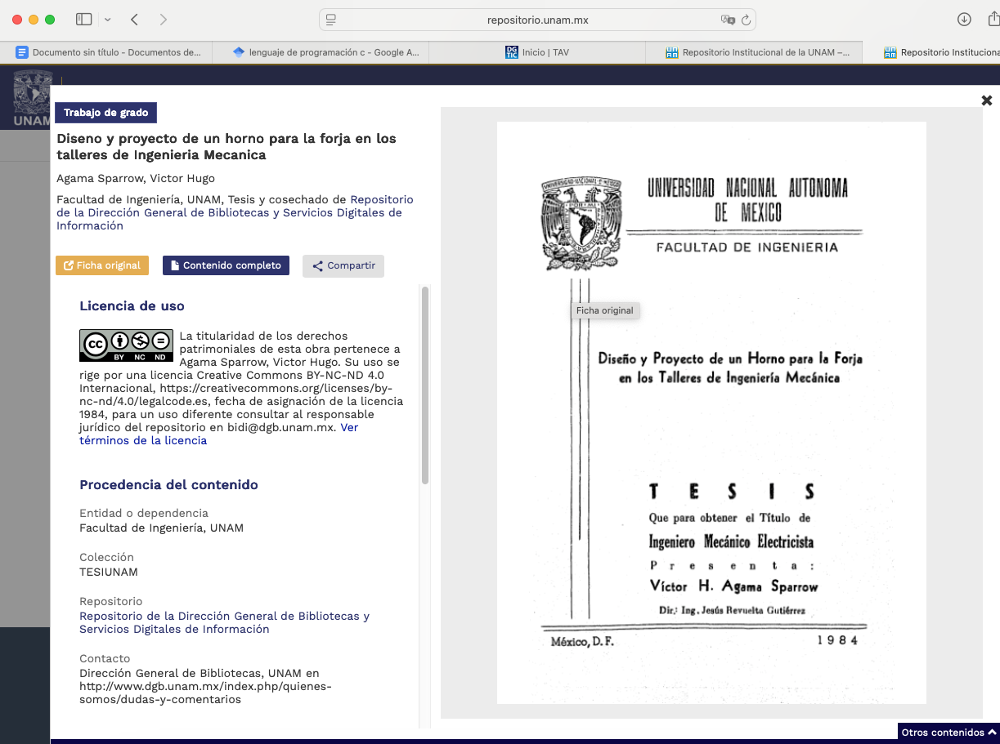 repositorio.unam.mx
Documento sin título - Documentos de...
lenguaje de programación c - Google A...
DG TIC
Inicio | TAV
Repositorio Institucional de la UNAM –...
Repositorio Instituciona
UNAM
Trabajo de grado
Diseno y proyecto de un horno para la forja en los
talleres de Ingenieria Mecanica
Agama Sparrow, Victor Hugo
Facultad de Ingeniería, UNAM, Tesis y cosechado de Repositorio
de la Dirección General de Bibliotecas y Servicios Digitales de
Información
Ficha original
Contenido completo
Compartir
Licencia de uso
CC BY NC ND
La titularidad de los derechos
patrimoniales de esta obra pertenece a
Agama Sparrow, Victor Hugo. Su uso se
rige por una licencia Creative Commons BY-NC-ND 4.0
Internacional, https://creativecommons.org/licenses/by-
nc-nd/4.0/legalcode.es, fecha de asignación de la licencia
1984, para un uso diferente consultar al responsable
jurídico del repositorio en bidi@dgb.unam.mx. Ver
términos de la licencia
Procedencia del contenido
Entidad o dependencia
Facultad de Ingeniería, UNAM
Colección
TESIUNAM
Repositorio
Repositorio de la Dirección General de Bibliotecas y
Servicios Digitales de Información
Contacto
Dirección General de Bibliotecas, UNAM en
http://www.dgb.unam.mx/index.php/quienes-
somos/dudas-y-comentarios
UNIVERSIDAD NACIONAL AUTONOMA
DE MEXICO
FACULTAD DE INGENIERIA
Ficha original
Diseño y Proyecto de un Horno para la Forja
en los Talleres de Ingeniería Mecánica
T E S I S
Que para obtener el Título de
Ingeniero Mecánico Electricista
P r e s e n t a :
Víctor H. Agama Sparrow
Dir.: Ing. Jesús Revuelta Gutiérrez
México, D. F.
1 9 8 4
Otros contenidos